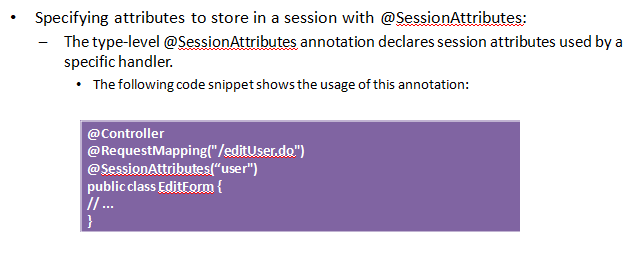 • Specifying attributes to store in a session with @SessionAttributes:
– The type-level @SessionAttributes annotation declares session attributes used by a
specific handler.
• The following code snippet shows the usage of this annotation:
@Controller
@RequestMapping("/editUser.do")
@SessionAttributes(“user”)
public class EditForm {
// ...
}